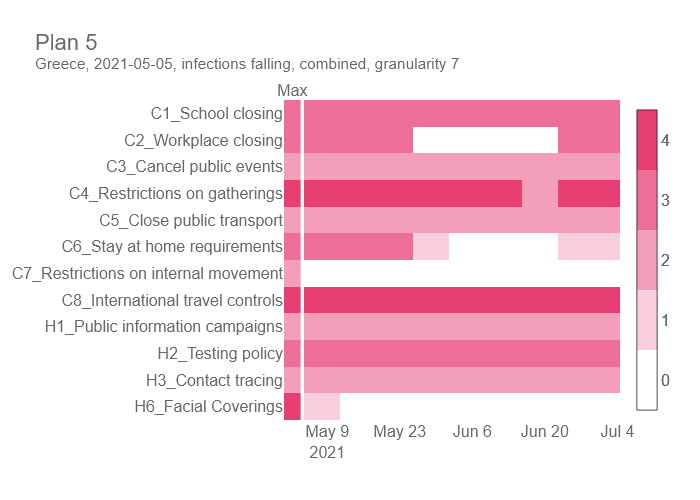 Plan 5
Greece, 2021-05-05, infections falling, combined, granularity 7
Max
C1_School closing
C2_Workplace closing
C3_Cancel public events
C4_Restrictions on gatherings
C5_Close public transport
C6_Stay at home requirements
C7_Restrictions on internal movement
C8_International travel controls
H1_Public information campaigns
H2_Testing policy
H3_Contact tracing
H6_Facial Coverings
May 9 May 23 Jun 6 Jun 20 Jul 4
2021
4
3
2
1
0